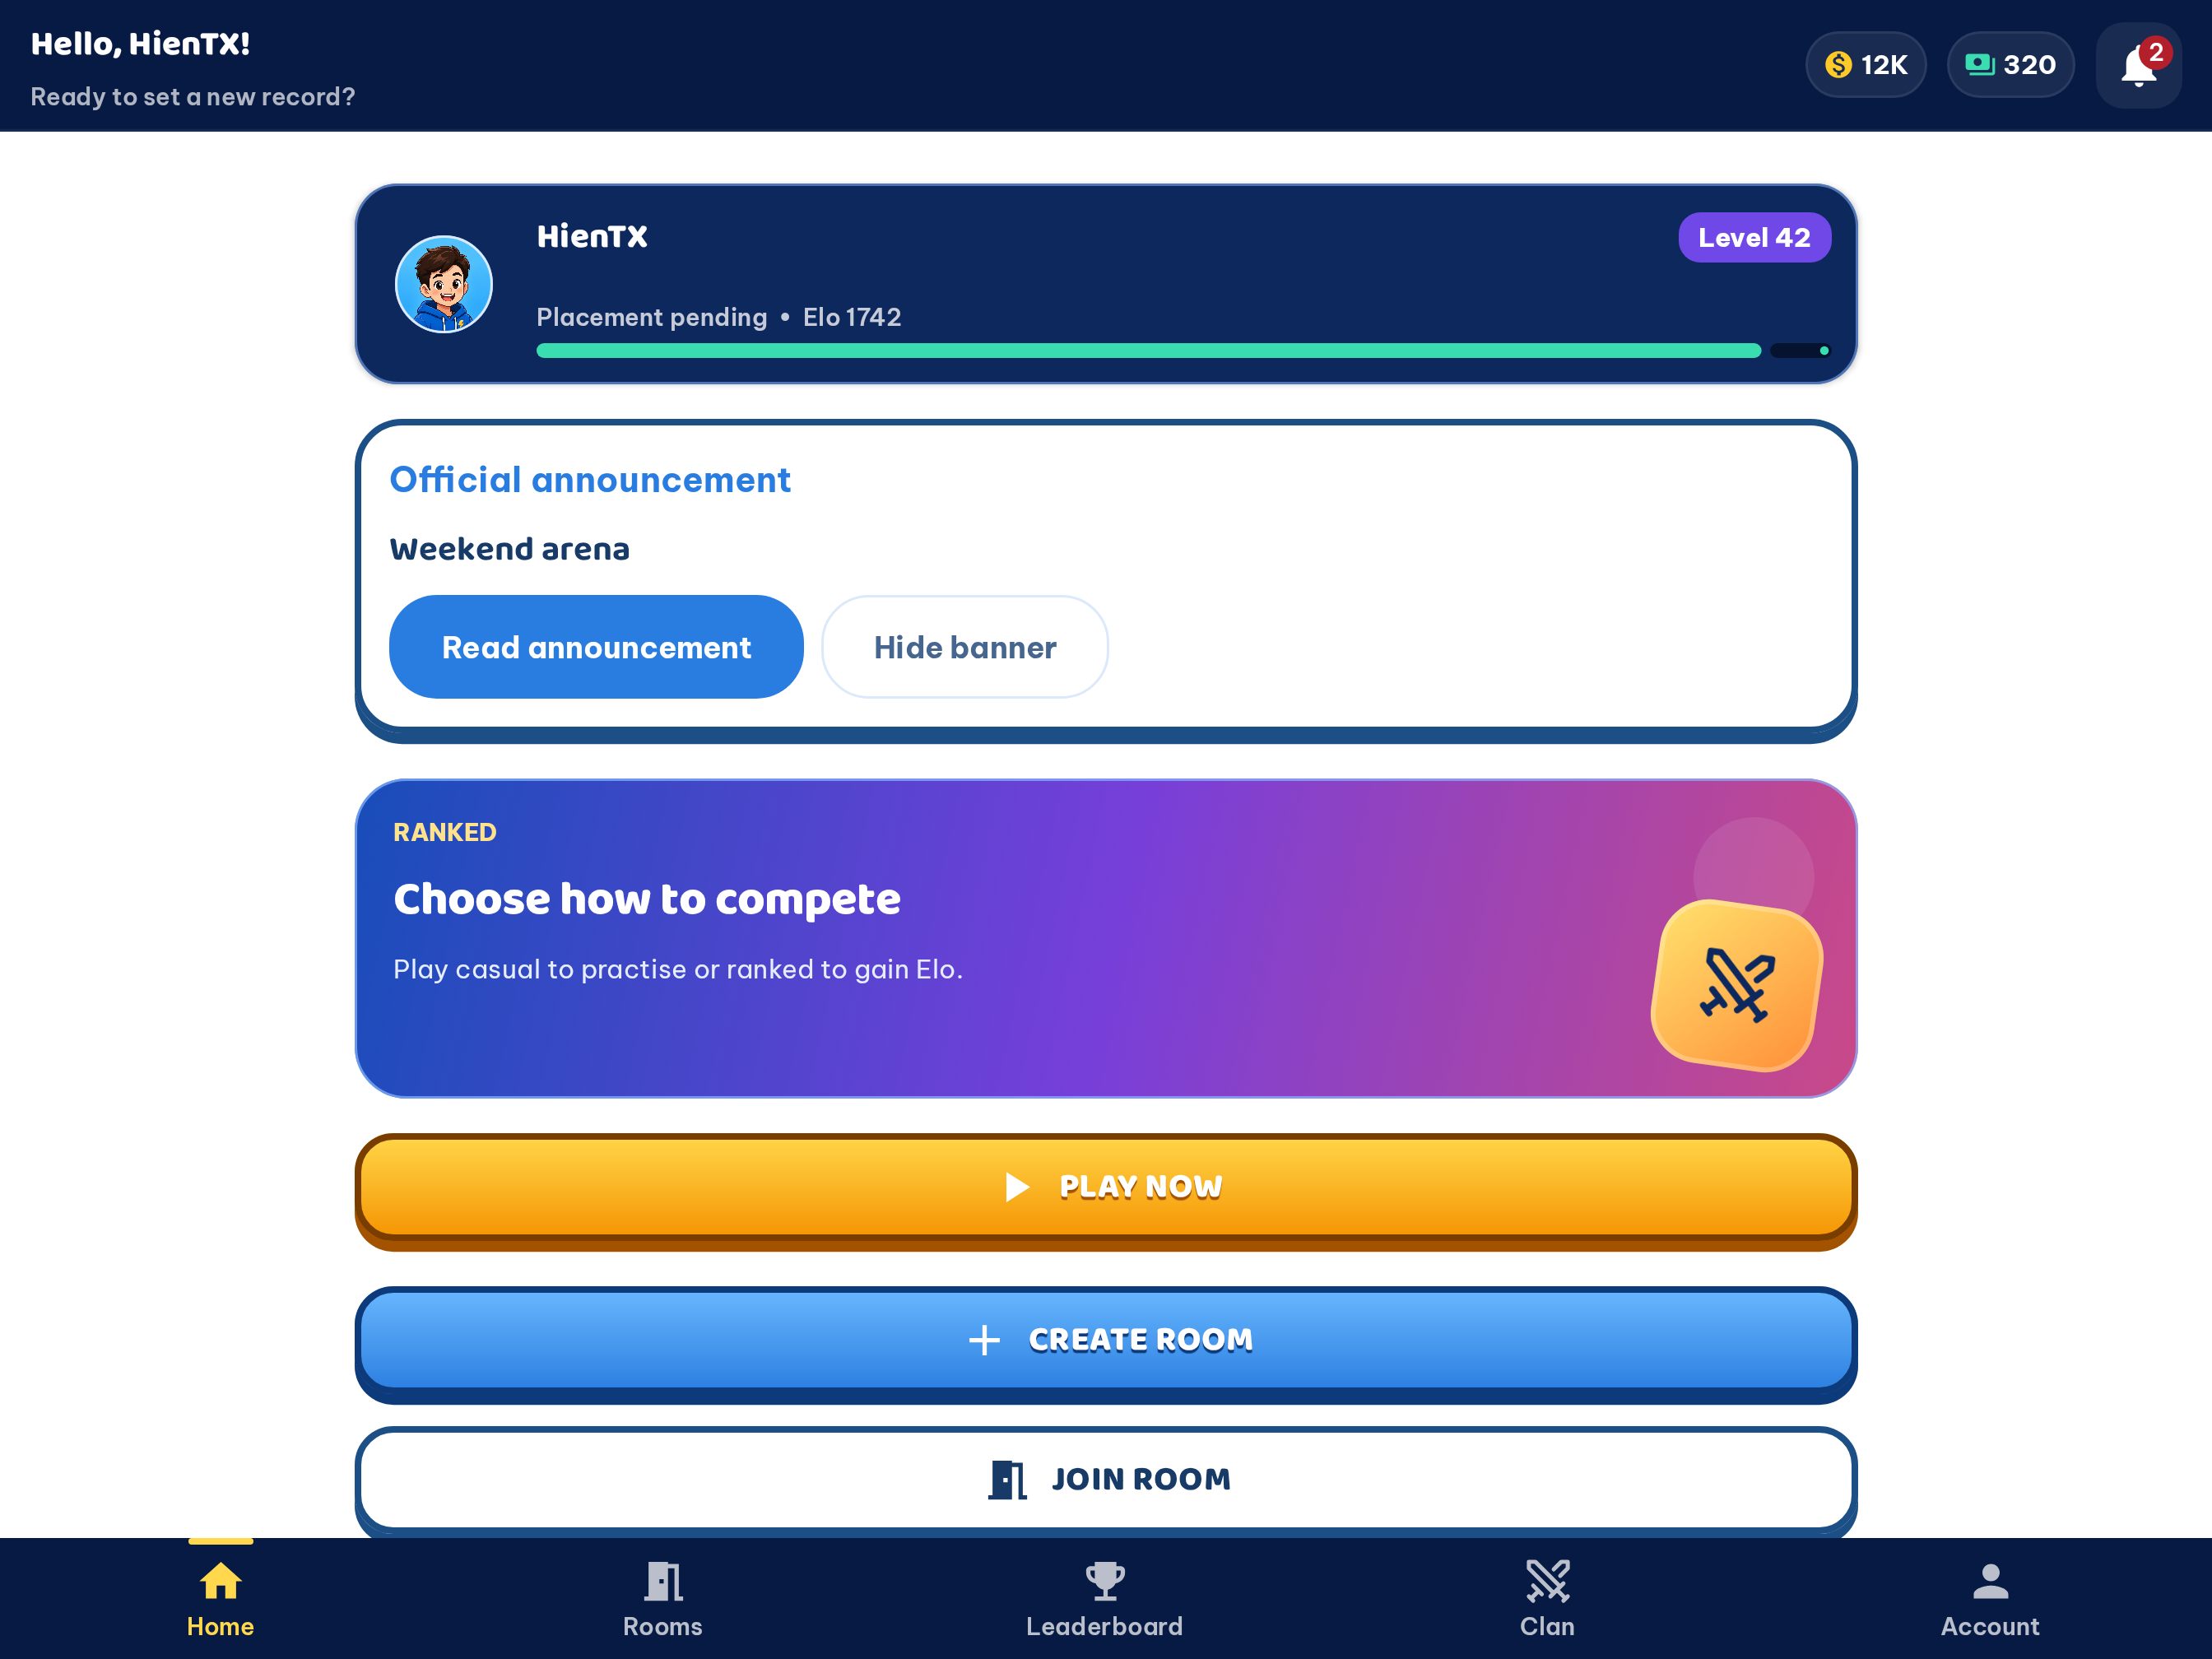 Hello, HienTX!
Ready to set a new record?
12K
320
2
HienTX
Level 42
Placement pending • Elo 1742
Official announcement
Weekend arena
Read announcement
Hide banner
RANKED
Choose how to compete
Play casual to practise or ranked to gain Elo.
PLAY NOW
CREATE ROOM
JOIN ROOM
Home
Rooms
Leaderboard
Clan
Account